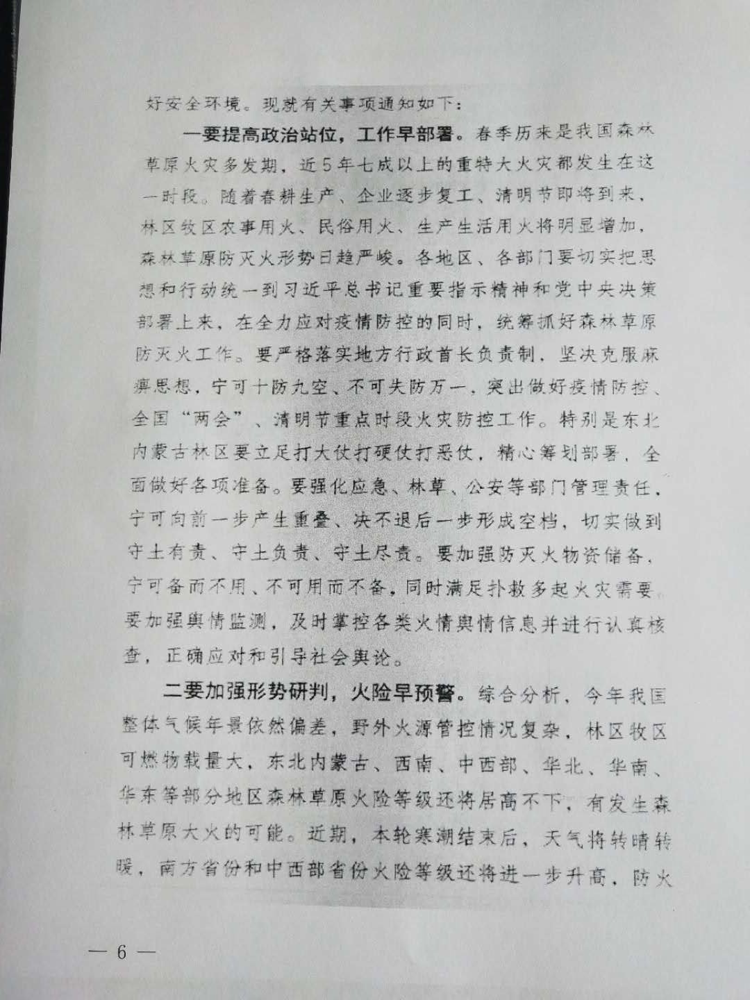 好安全环境。现就有关事项通知如下：
一要提高政治站位，工作早部署。春季历来是我国森林
草原火灾多发期，近5年七成以上的重特大火灾都发生在这
一时段。随着春耕生产、企业逐步复工、清明节即将到来，
林区牧区农事用火、民俗用火、生产生活用火将明显增加，
森林草原防灭火形势日趋严峻。各地区、各部门要切实把思
想和行动统一到习近平总书记重要指示精神和党中央决策
部署上来，在全力应对疫情防控的同时，统筹抓好森林草原
防灭火工作。要严格落实地方行政首长负责制，坚决克服麻
痹思想，宁可十防九空、不可失防万一，突出做好疫情防控、
全国“两会”、清明节重点时段火灾防控工作。特别是东北
内蒙古林区要立足打大仗打硬仗打恶仗，精心筹划部署，全
面做好各项准备。要强化应急、林草、公安等部门管理责任，
宁可向前一步产生重叠、决不退后一步形成空档，切实做到
守土有责、守土负责、守土尽责。要加强防灭火物资储备，
宁可备而不用、不可用而不备，同时满足扑救多起火灾需要。
要加强舆情监测，及时掌控各类火情舆情信息并进行认真核
查，正确应对和引导社会舆论。
二要加强形势研判，火险早预警。综合分析，今年我国
整体气候年景依然偏差，野外火源管控情况复杂，林区牧区
可燃物载量大，东北内蒙古、西南、中西部、华北、华南、
华东等部分地区森林草原火险等级还将居高不下，有发生森
林草原大火的可能。近期，本轮寒潮结束后，天气将转晴转
暖，南方省份和中西部省份火险等级还将进一步升高，防火
— 6 —